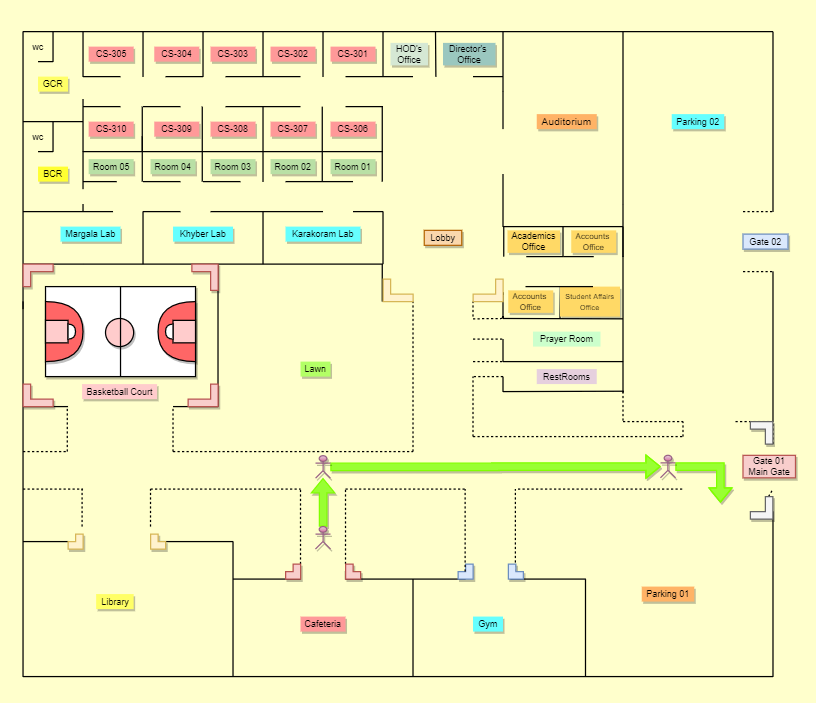 wc
CS-305
CS-304
CS-303
CS-302
CS-301
HOD's
Office
Director's
Office
GCR
CS-310
CS-309
CS-308
CS-307
CS-306
Auditorium
Parking 02
wc
BCR
Room 05
Room 04
Room 03
Room 02
Room 01
Margala Lab
Khyber Lab
Karakoram Lab
Lobby
Academics
Office
Accounts
Office
Gate 02
Accounts
Office
Student Affairs
Office
Prayer Room
RestRooms
Basketball Court
Lawn
Gate 01
Main Gate
Library
Cafeteria
Gym
Parking 01